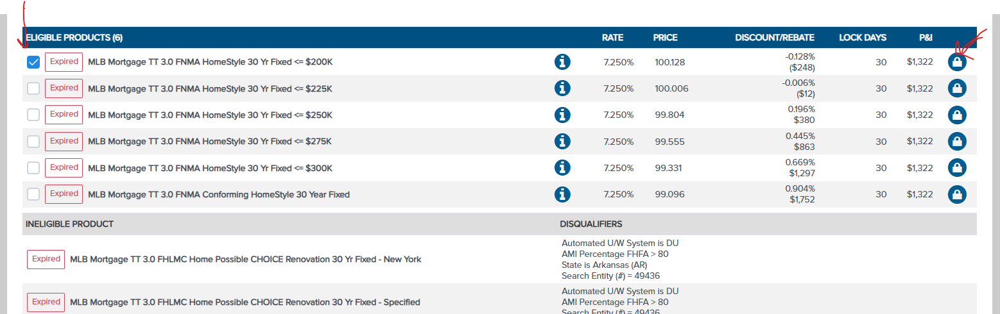 ELIGIBLE PRODUCTS (6) RATE PRICE DISCOUNT/REBATE LOCK DAYS P&I
Expired MLB Mortgage TT 3.0 FNMA HomeStyle 30 Yr Fixed <= $200K 7.250% 100.128 -0.128% ($248) 30 $1,322
Expired MLB Mortgage TT 3.0 FNMA HomeStyle 30 Yr Fixed <= $225K 7.250% 100.006 -0.006% ($12) 30 $1,322
Expired MLB Mortgage TT 3.0 FNMA HomeStyle 30 Yr Fixed <= $250K 7.250% 99.804 0.196% $380 30 $1,322
Expired MLB Mortgage TT 3.0 FNMA HomeStyle 30 Yr Fixed <= $275K 7.250% 99.555 0.445% $863 30 $1,322
Expired MLB Mortgage TT 3.0 FNMA HomeStyle 30 Yr Fixed <= $300K 7.250% 99.331 0.669% $1,297 30 $1,322
Expired MLB Mortgage TT 3.0 FNMA Conforming HomeStyle 30 Year Fixed 7.250% 99.096 0.904% $1,752 30 $1,322
INELIGIBLE PRODUCT DISQUALIFIERS
Expired MLB Mortgage TT 3.0 FHLMC Home Possible CHOICE Renovation 30 Yr Fixed - New York
Automated U/W System is DU
AMI Percentage FHFA > 80
State is Arkansas (AR)
Search Entity (#) = 49436
Expired MLB Mortgage TT 3.0 FHLMC Home Possible CHOICE Renovation 30 Yr Fixed - Specified
Automated U/W System is DU
AMI Percentage FHFA > 80
Search Entity (#) = 49436